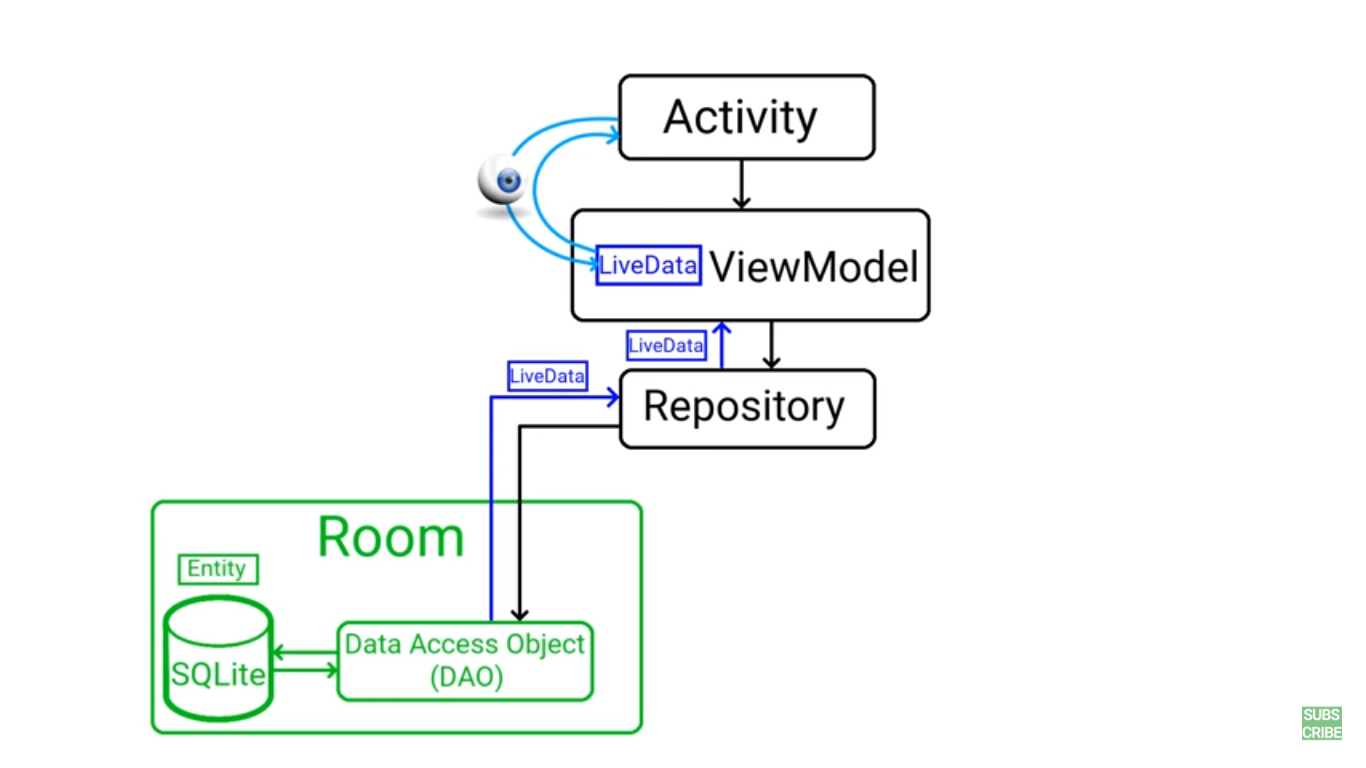 Activity
LiveData
ViewModel
LiveData
LiveData
Repository
Room
Entity
SQLite
Data Access Object
(DAO)
SUBS
CRIBE